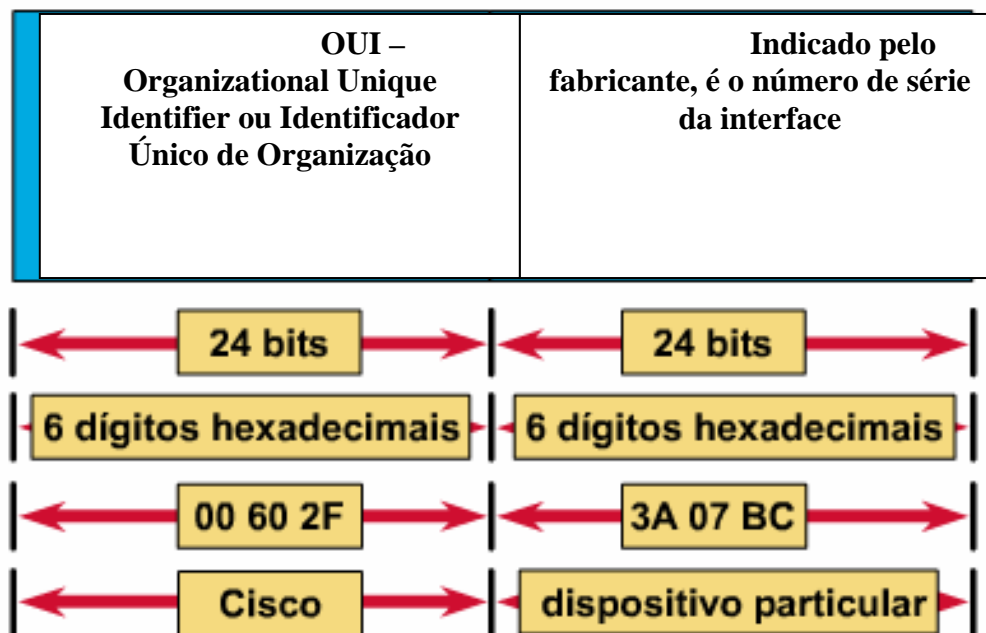 OUI –
Organizational Unique
Identifier ou Identificador
Único de Organização
Indicado pelo
fabricante, é o número de série
da interface
24 bits
24 bits
6 dígitos hexadecimais
6 dígitos hexadecimais
00 60 2F
3A 07 BC
Cisco
dispositivo particular